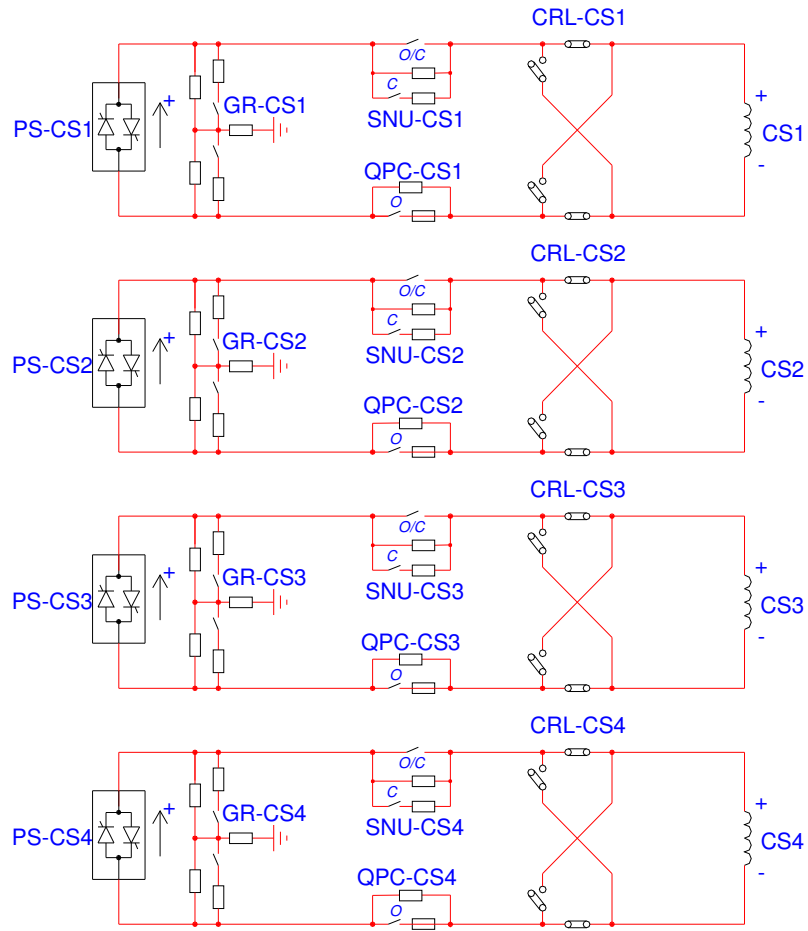 CRL-CS1
O/C
+
C
GR-CS1
+
PS-CS1
SNU-CS1
CS1
QPC-CS1
-
O
CRL-CS2
O/C
+
C
GR-CS2
+
PS-CS2
SNU-CS2
CS2
QPC-CS2
-
O
CRL-CS3
O/C
+
C
GR-CS3
+
PS-CS3
SNU-CS3
CS3
QPC-CS3
-
O
CRL-CS4
O/C
+
C
GR-CS4
+
PS-CS4
SNU-CS4
CS4
QPC-CS4
-
O